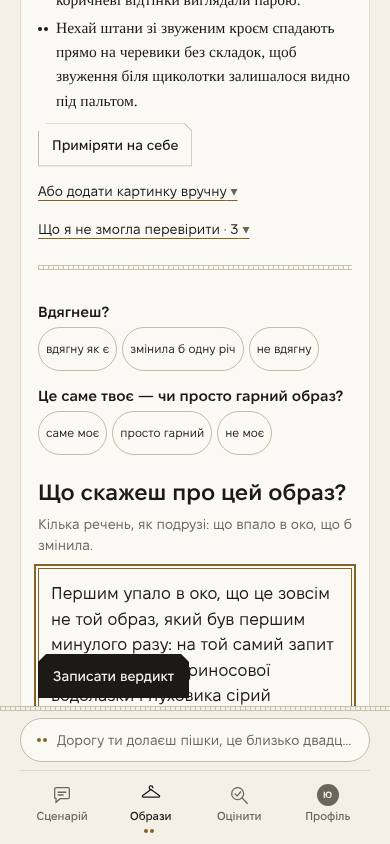 коричневі відтінки виглядали парою.
•• Нехай штани зі звуженим кроєм спадають
прямо на черевики без складок, щоб
звуження біля щиколотки залишалося видно
під пальтом.
Приміряти на себе
Або додати картинку вручну ▾
Що я не змогла перевірити · 3 ▾
Вдягнеш?
вдягну як є
змінила б одну річ
не вдягну
Це саме твоє — чи просто гарний образ?
саме моє
просто гарний
не моє
Що скажеш про цей образ?
Кілька речень, як подрузі: що впало в око, що б
змінила.
Першим упало в око, що це зовсім
не той образ, який був першим
минулого разу: на той самий запит
риносової
сірий
Записати вердикт
•• Дорогу ти долаєш пішки, це близько двадц...
Сценарій
Образи
Оцінити
Ю
Профіль